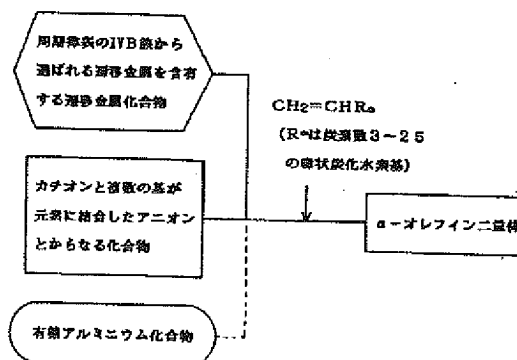 周期律表のIVB族から
選ばれる遷移金属を含有
する遷移金属化合物
CH2=CHRa
(Raは炭素数3~25
の鎖状炭化水素基)
カチオンと複数の基が
元素に結合したアニオン
とからなる化合物
α-オレフィン二量体
有機アルミニウム化合物